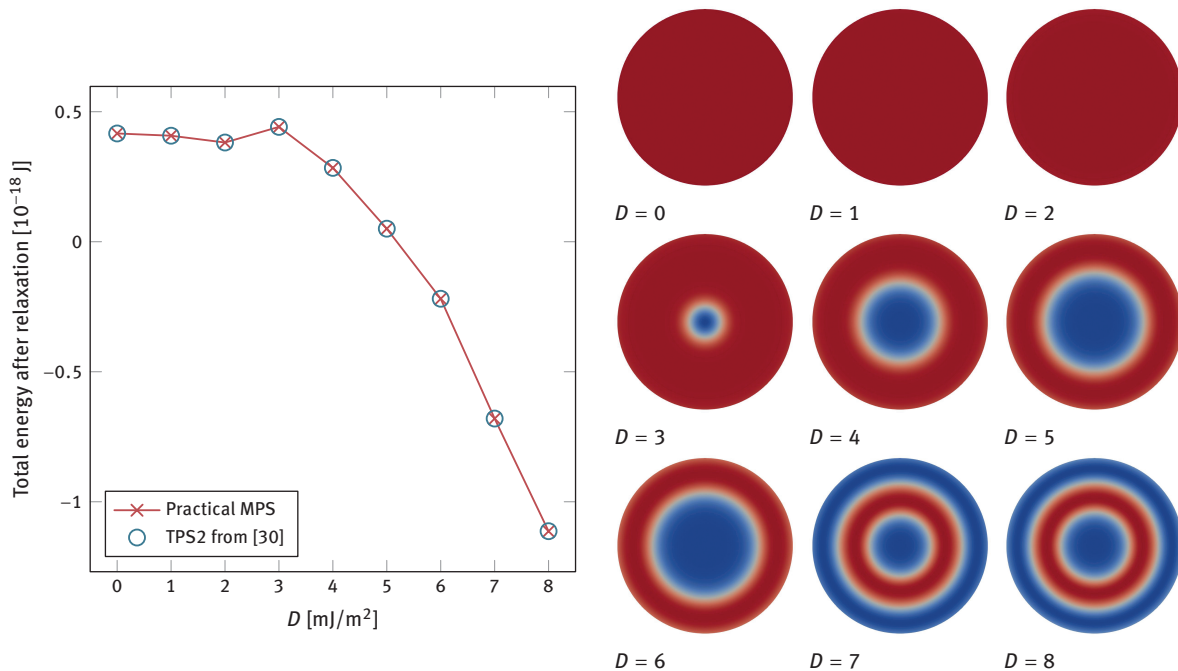 Total energy after relaxation [10⁻¹⁸ J]
0.5
0
−0.5
−1
0 1 2 3 4 5 6 7 8
D [mJ/m²]
Practical MPS
TPS2 from [30]
D = 0 D = 1 D = 2
D = 3 D = 4 D = 5
D = 6 D = 7 D = 8